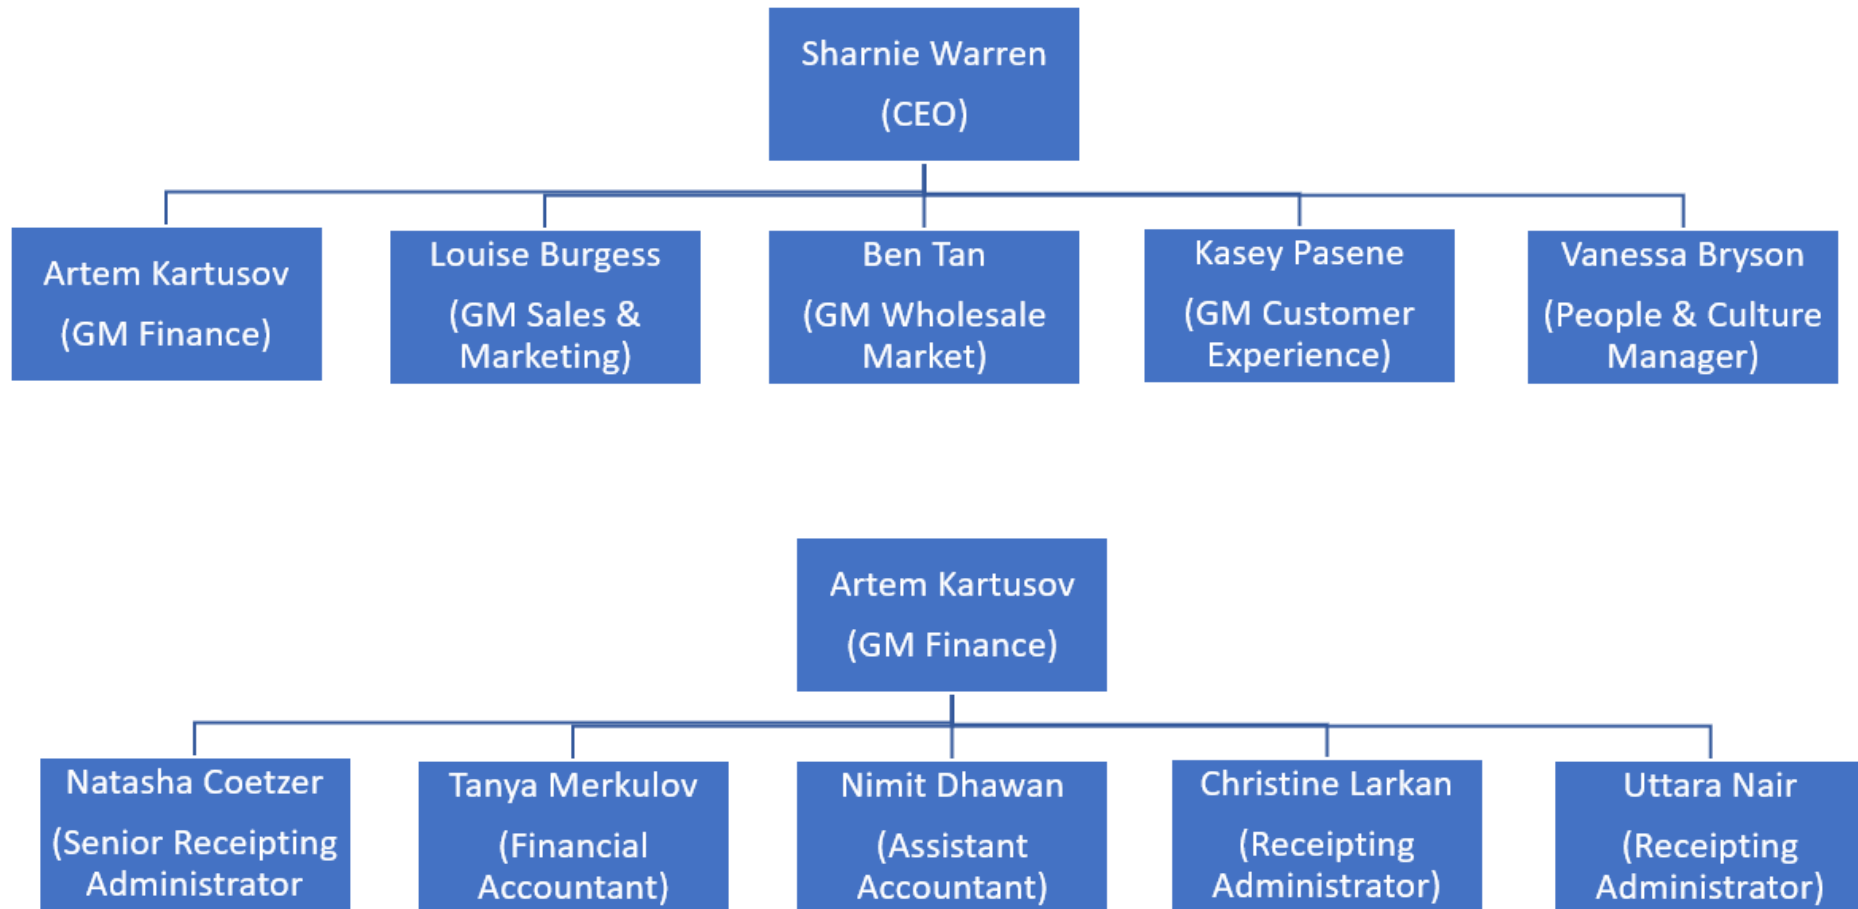 Sharnie Warren
(CEO)
Artem Kartusov
(GM Finance)
Louise Burgess
(GM Sales &
Marketing)
Ben Tan
(GM Wholesale
Market)
Kasey Pasene
(GM Customer
Experience)
Vanessa Bryson
(People & Culture
Manager)
Artem Kartusov
(GM Finance)
Natasha Coetzer
(Senior Receipting
Administrator
Tanya Merkulov
(Financial
Accountant)
Nimit Dhawan
(Assistant
Accountant)
Christine Larkan
(Receipting
Administrator)
Uttara Nair
(Receipting
Administrator)